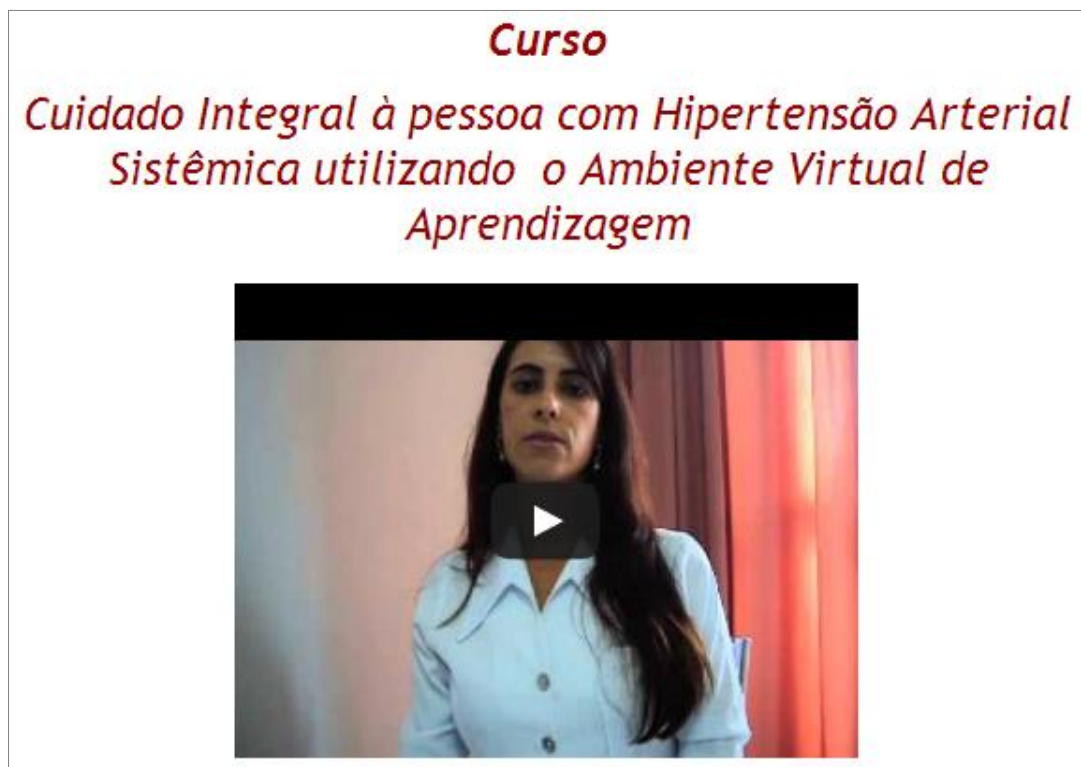 Curso
Cuidado Integral à pessoa com Hipertensão Arterial
Sistêmica utilizando o Ambiente Virtual de
Aprendizagem